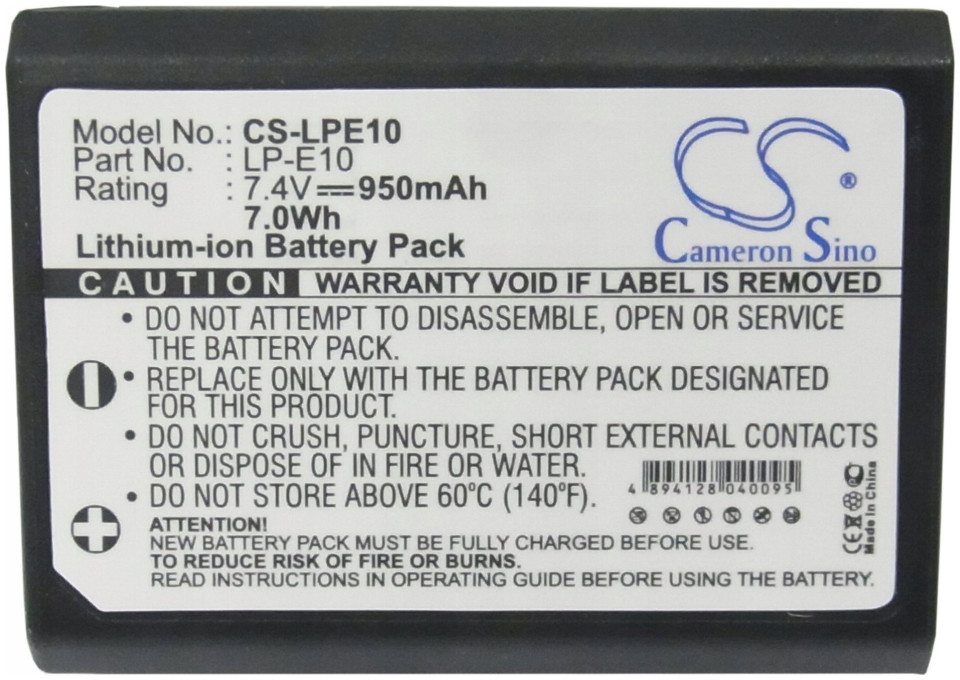 Model No.: CS-LPE10
Part No. : LP-E10
Rating : 7.4V⎓950mAh
7.0Wh
Lithium-ion Battery Pack
CS ®
Cameron Sino
CAUTION WARRANTY VOID IF LABEL IS REMOVED
• DO NOT ATTEMPT TO DISASSEMBLE, OPEN OR SERVICE
THE BATTERY PACK.
• REPLACE ONLY WITH THE BATTERY PACK DESIGNATED
FOR THIS PRODUCT.
• DO NOT CRUSH, PUNCTURE, SHORT EXTERNAL CONTACTS
OR DISPOSE OF IN FIRE OR WATER.
• DO NOT STORE ABOVE 60°C (140°F).
4 894128 040095
ATTENTION!
NEW BATTERY PACK MUST BE FULLY CHARGED BEFORE USE.
TO REDUCE RISK OF FIRE OR BURNS.
READ INSTRUCTIONS IN OPERATING GUIDE BEFORE USING THE BATTERY.
CE
Made in China